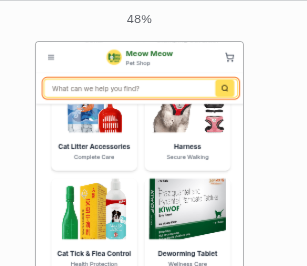 48%
Meow Meow
Pet Shop
What can we help you find?
Cat Litter Accessories
Complete Care
Harness
Secure Walking
KIWOF
Cat Tick & Flea Control
Health Protection
Deworming Tablet
Wellness Care